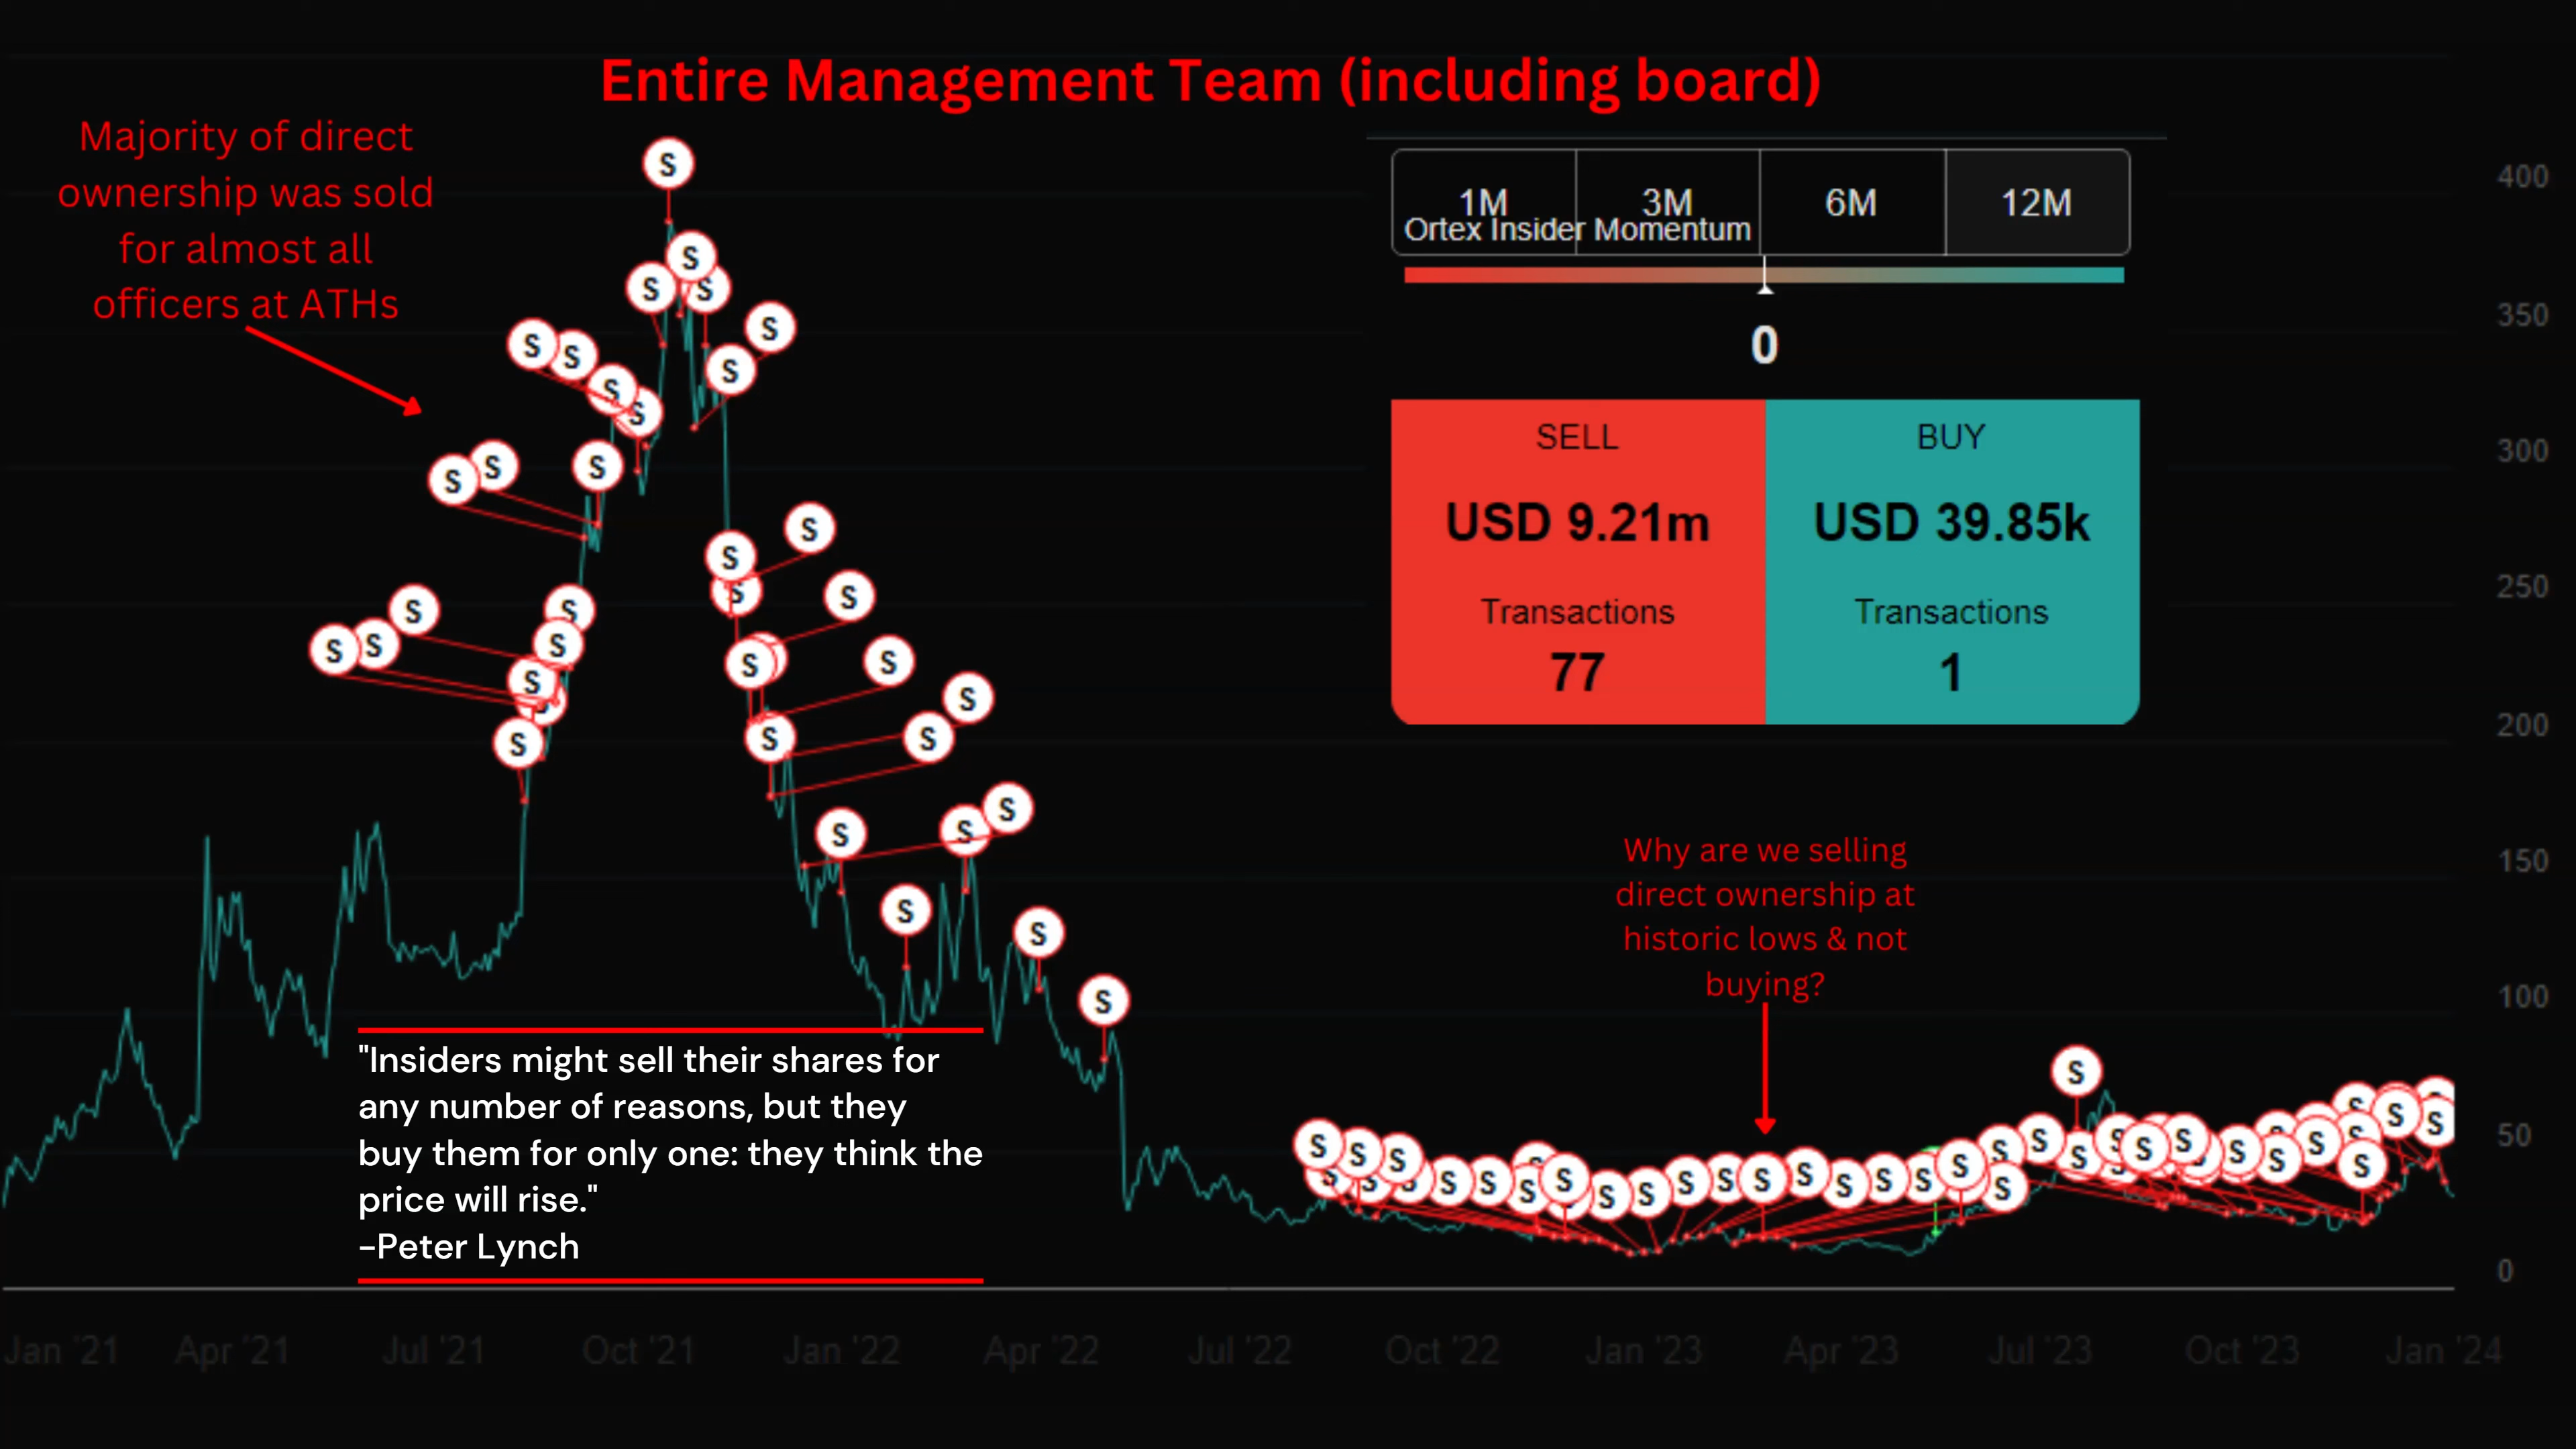 Entire Management Team (including board)
Majority of direct
ownership was sold
for almost all
officers at ATHs
1M 3M 6M 12M
Ortex Insider Momentum
0
SELL BUY
USD 9.21m USD 39.85k
Transactions Transactions
77 1
Why are we selling
direct ownership at
historic lows & not
buying?
"Insiders might sell their shares for
any number of reasons, but they
buy them for only one: they think the
price will rise."
-Peter Lynch
400
350
300
250
200
150
100
50
0
Jan '21 Apr '21 Jul '21 Oct '21 Jan '22 Apr '22 Jul '22 Oct '22 Jan '23 Apr '23 Jul '23 Oct '23 Jan '24